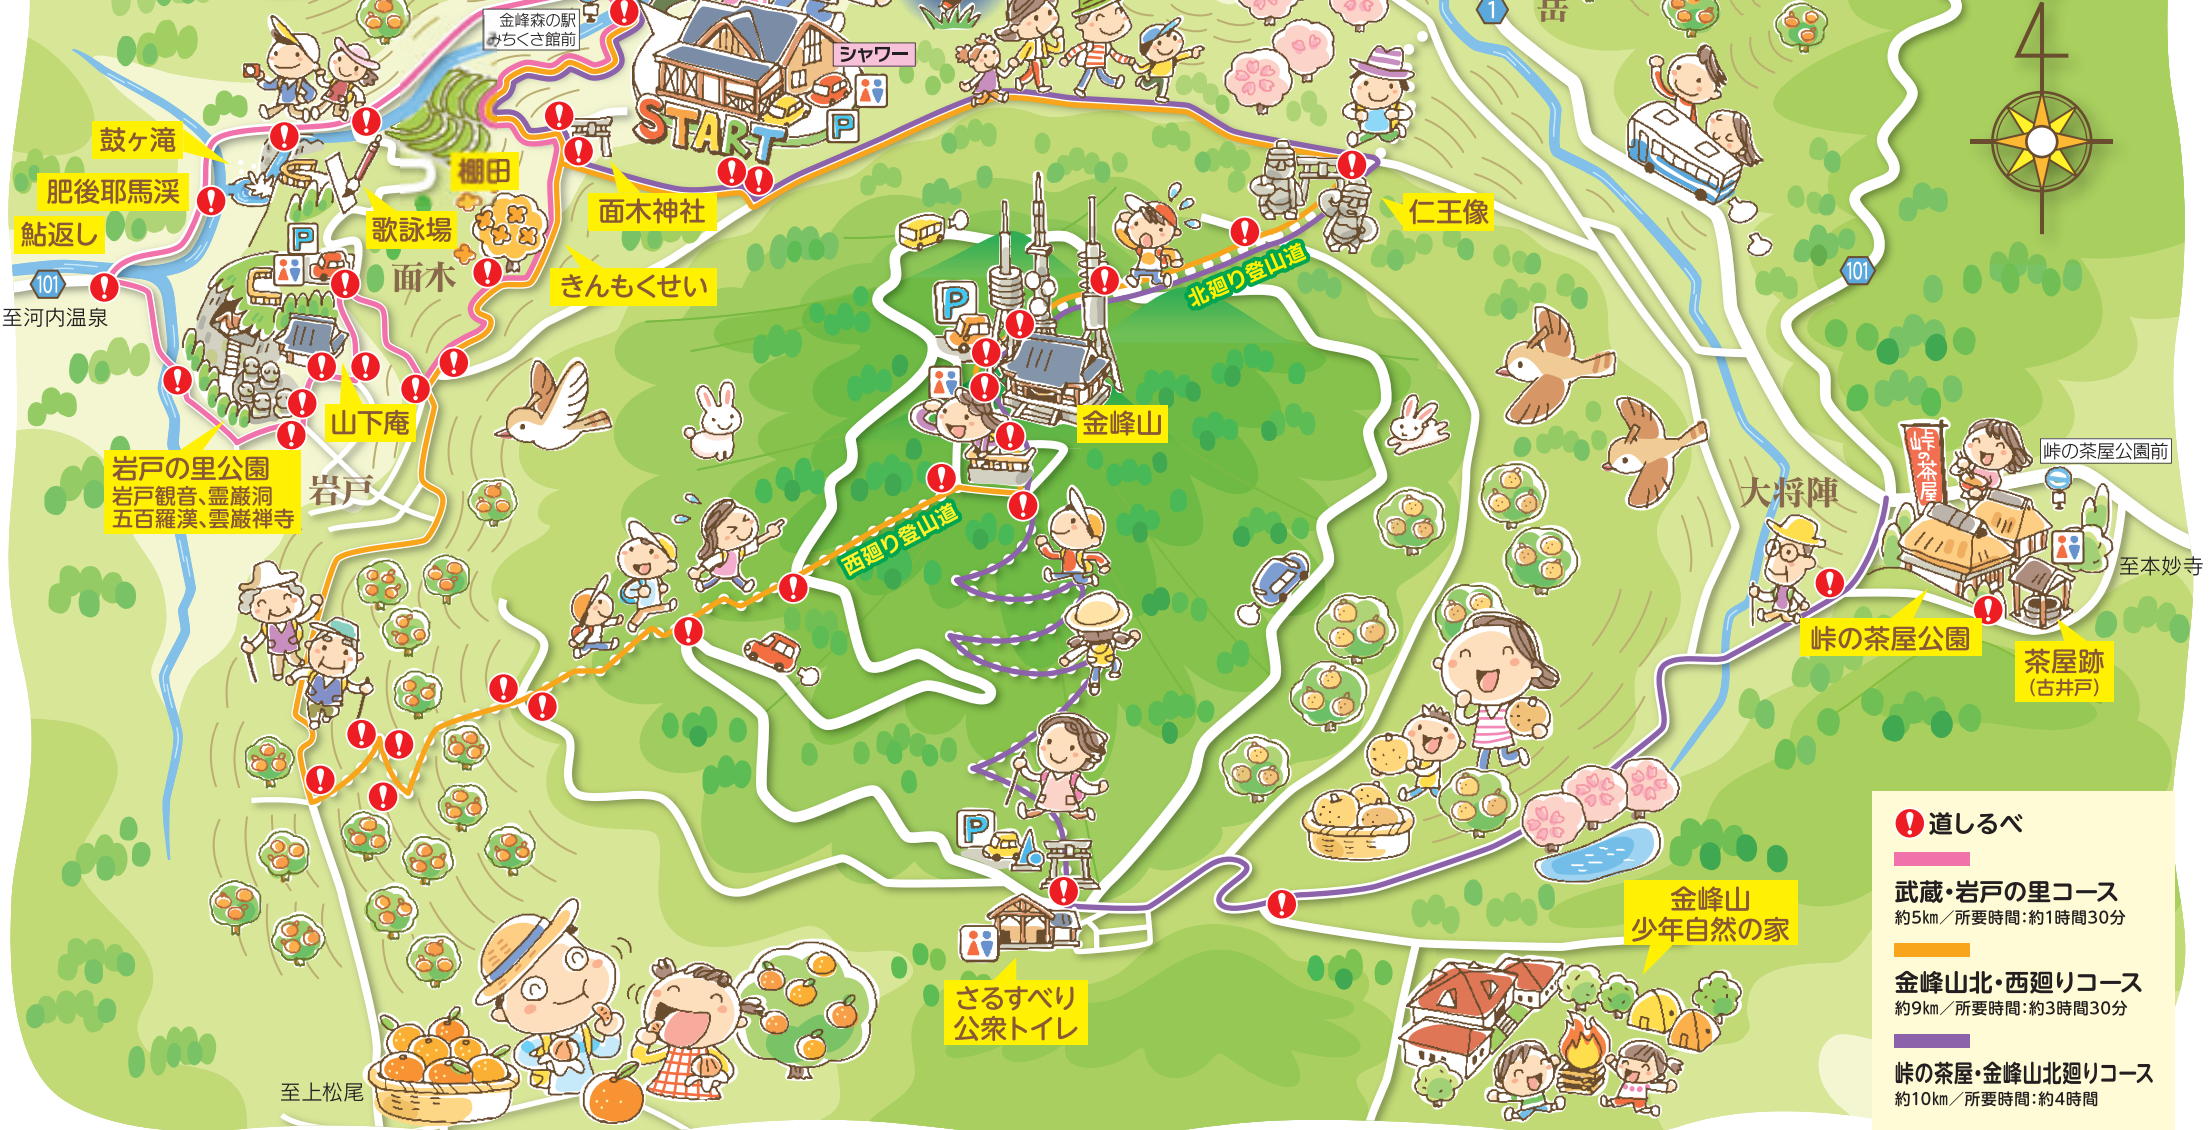 金峰森の駅
みちくさ館前
1
岳
シャワー
P
START
鼓ヶ滝
棚田
肥後耶馬渓
歌詠場
面木神社
仁王像
鮎返し
P
面木
きんもくせい
101
101
至河内温泉
北廻り登山道
P
山下庵
金峰山
岩戸の里公園
岩戸観音、霊巌洞
五百羅漢、雲巌禅寺
岩戸
西廻り登山道
大将陣
峠の茶屋
峠の茶屋公園前
至本妙寺
峠の茶屋公園
茶屋跡
(古井戸)
P
金峰山
少年自然の家
さるすべり
公衆トイレ
至上松尾
道しるべ
武蔵・岩戸の里コース
約5km/所要時間:約1時間30分
金峰山北・西廻りコース
約9km/所要時間:約3時間30分
峠の茶屋・金峰山北廻りコース
約10km/所要時間:約4時間